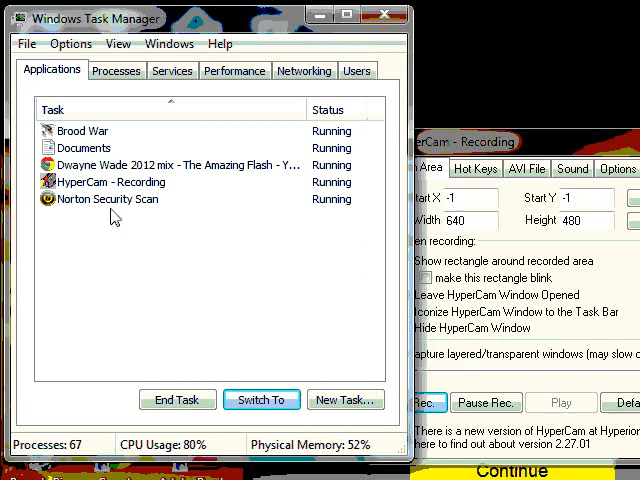 Windows Task Manager
File Options View Windows Help
Applications Processes Services Performance Networking Users
Task Status
Brood War Running
Documents Running
Dwayne Wade 2012 mix - The Amazing Flash - Y... Running
HyperCam - Recording Running
Norton Security Scan Running
End Task Switch To New Task...
Processes: 67 CPU Usage: 80% Physical Memory: 52%
erCam - Recording
Area Hot Keys AVI File Sound Options
tart X -1 Start Y -1
Width 640 Height 480
en recording:
Show rectangle around recorded area
make this rectangle blink
Leave HyperCam Window Opened
Iconize HyperCam Window to the Task Bar
Hide HyperCam Window
apture layered/transparent windows (may slow c
Rec. Pause Rec. Play Defa
There is a new version of HyperCam at Hyperion
here to find out about version 2.27.01
Continue